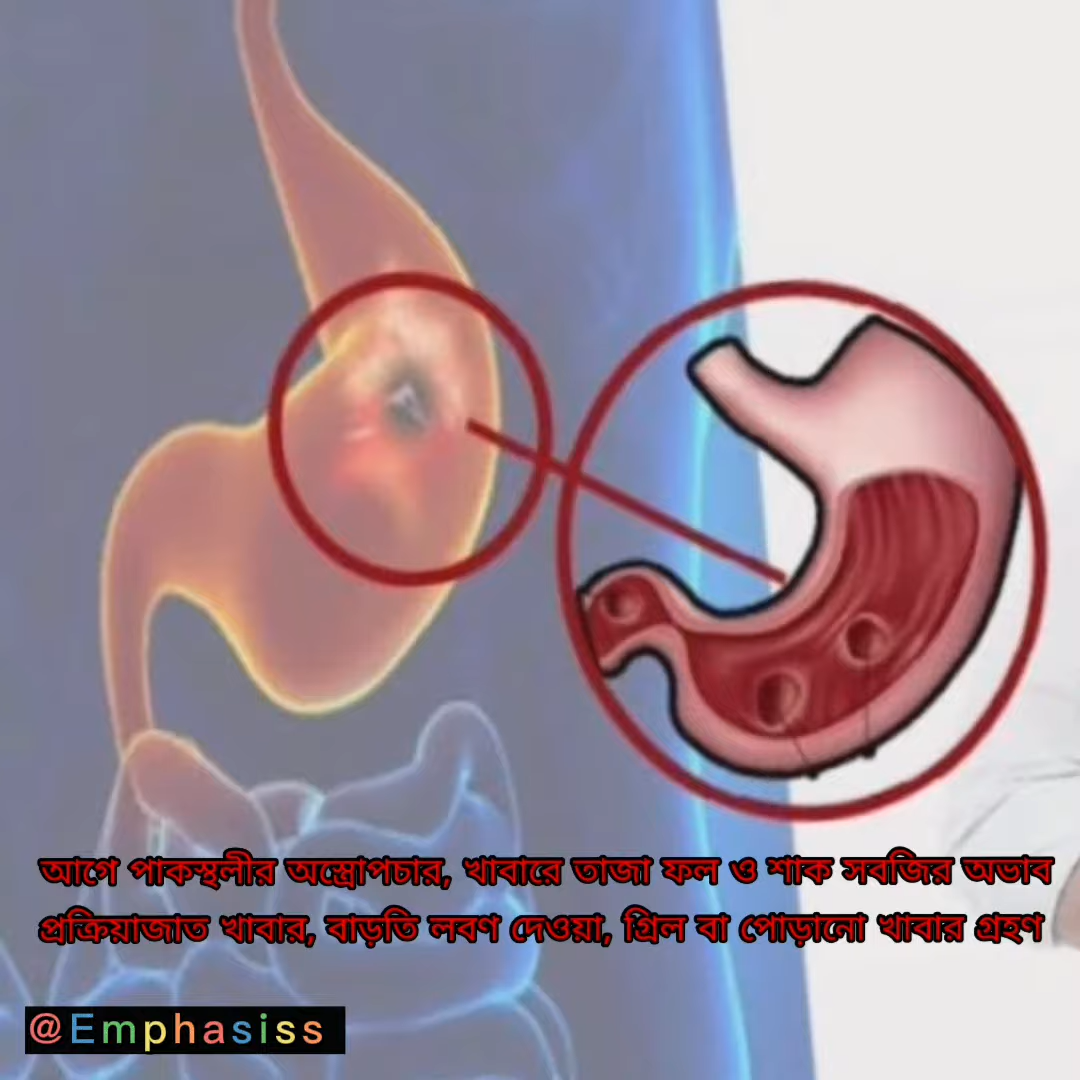 আগে পাকস্থলীর অস্ত্রোপচার, খাবারে তাজা ফল ও শাক সবজির অভাব
প্রক্রিয়াজাত খাবার, বাড়তি লবণ দেওয়া, গ্রিল বা পোড়ানো খাবার গ্রহণ
@Emphasiss